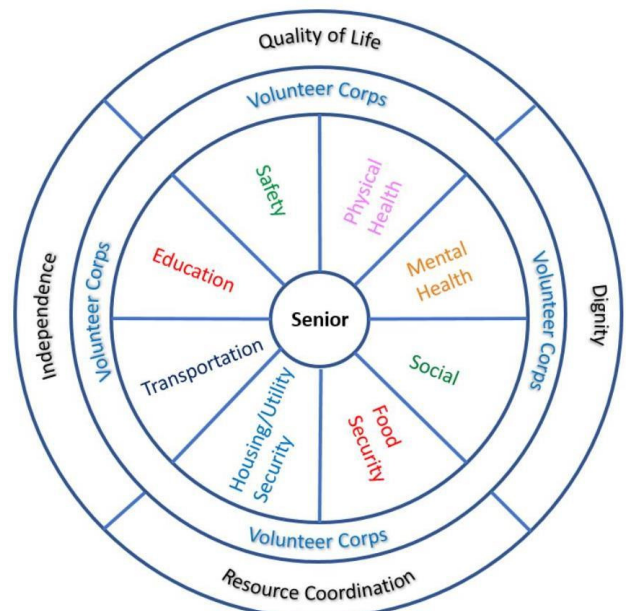 Quality of Life
Volunteer Corps
Safety
Physical
Health
Education
Mental
Health
Independence
Volunteer Corps
Senior
Volunteer Corps
Dignity
Transportation
Social
Housing/Utility
Security
Food
Security
Volunteer Corps
Resource Coordination